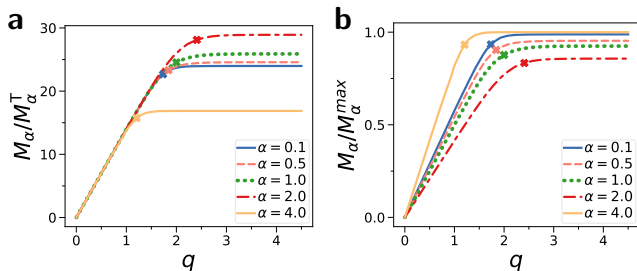 a
M_α/M_α^T
30
20
10
0
0 1 2 3 4
q
α = 0.1
α = 0.5
α = 1.0
α = 2.0
α = 4.0
b
M_α/M_α^max
1.0
0.5
0.0
0 1 2 3 4
q
α = 0.1
α = 0.5
α = 1.0
α = 2.0
α = 4.0